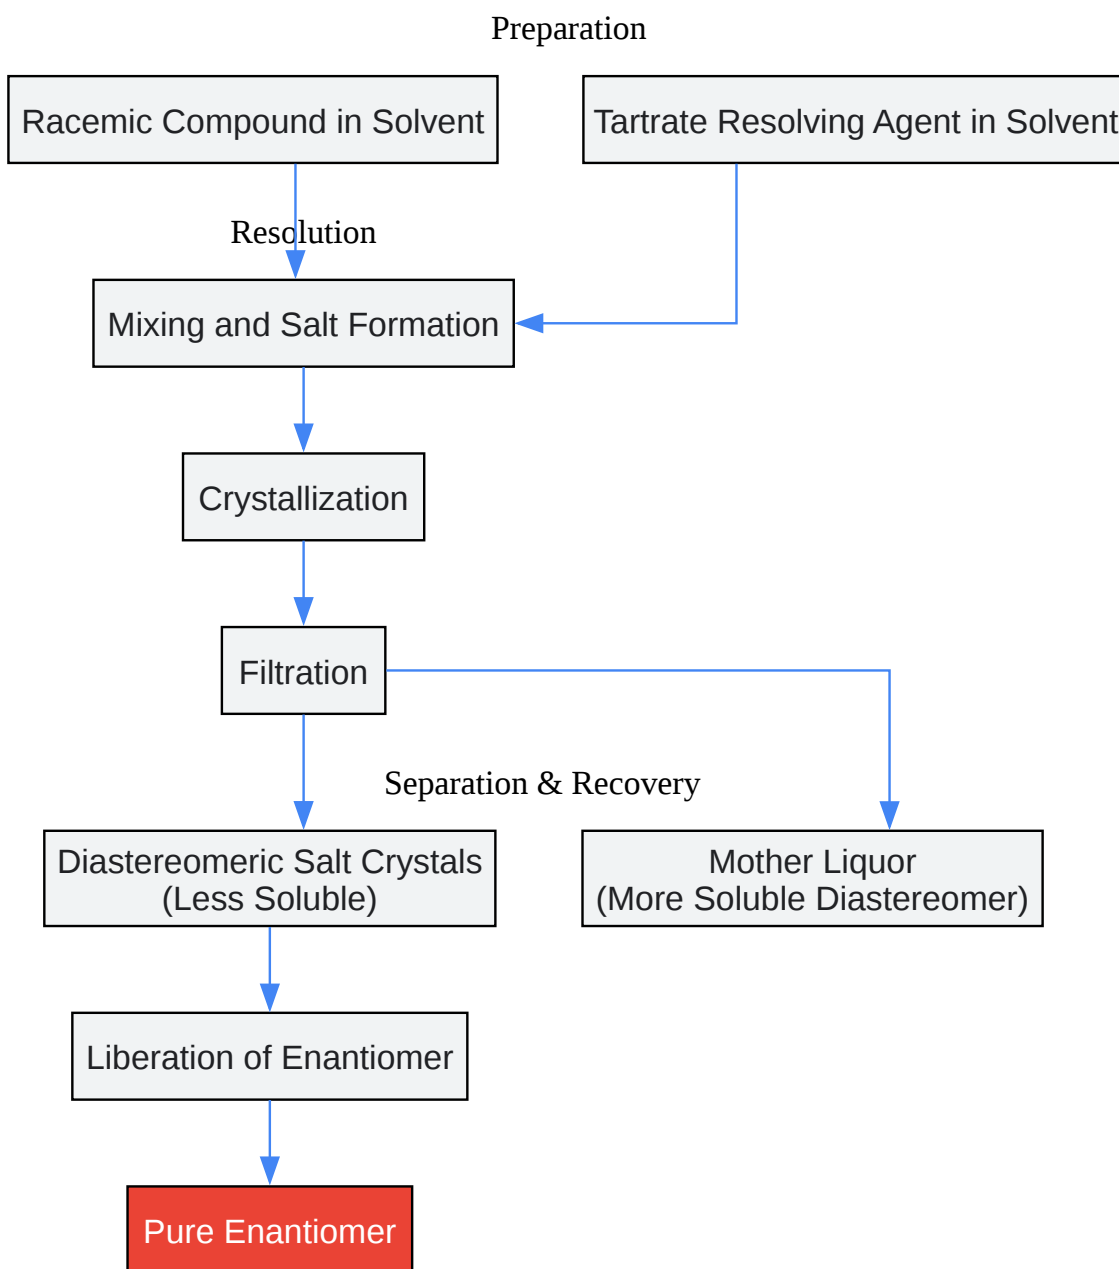 Preparation
Racemic Compound in Solvent
Tartrate Resolving Agent in Solvent
Resolution
Mixing and Salt Formation
Crystallization
Filtration
Separation & Recovery
Diastereomeric Salt Crystals
(Less Soluble)
Mother Liquor
(More Soluble Diastereomer)
Liberation of Enantiomer
Pure Enantiomer